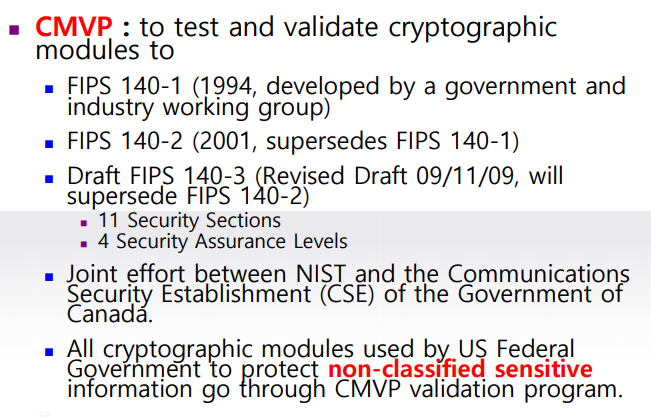 CMVP : to test and validate cryptographic
modules to
FIPS 140-1 (1994, developed by a government and
industry working group)
FIPS 140-2 (2001, supersedes FIPS 140-1)
Draft FIPS 140-3 (Revised Draft 09/11/09, will
supersede FIPS 140-2)
11 Security Sections
4 Security Assurance Levels
Joint effort between NIST and the Communications
Security Establishment (CSE) of the Government of
Canada.
All cryptographic modules used by US Federal
Government to protect non-classified sensitive
information go through CMVP validation program.